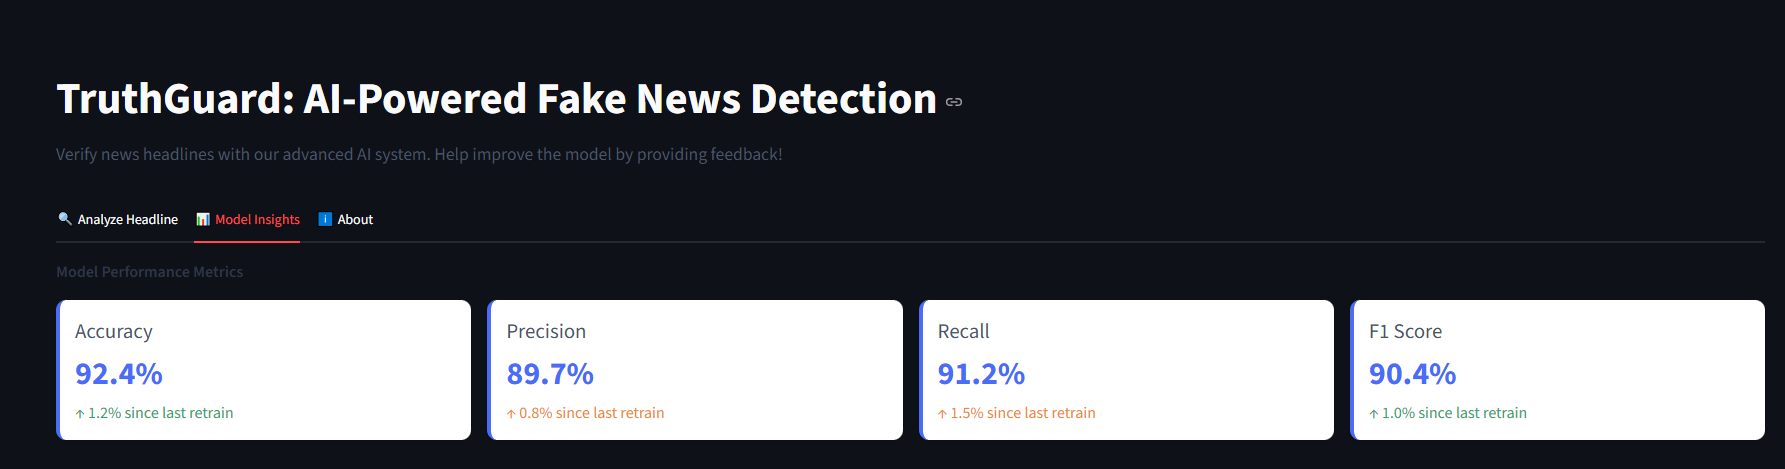 TruthGuard: AI-Powered Fake News Detection
Verify news headlines with our advanced AI system. Help improve the model by providing feedback!
Analyze Headline
Model Insights
About
Model Performance Metrics
Accuracy
92.4%
↑ 1.2% since last retrain
Precision
89.7%
↑ 0.8% since last retrain
Recall
91.2%
↑ 1.5% since last retrain
F1 Score
90.4%
↑ 1.0% since last retrain